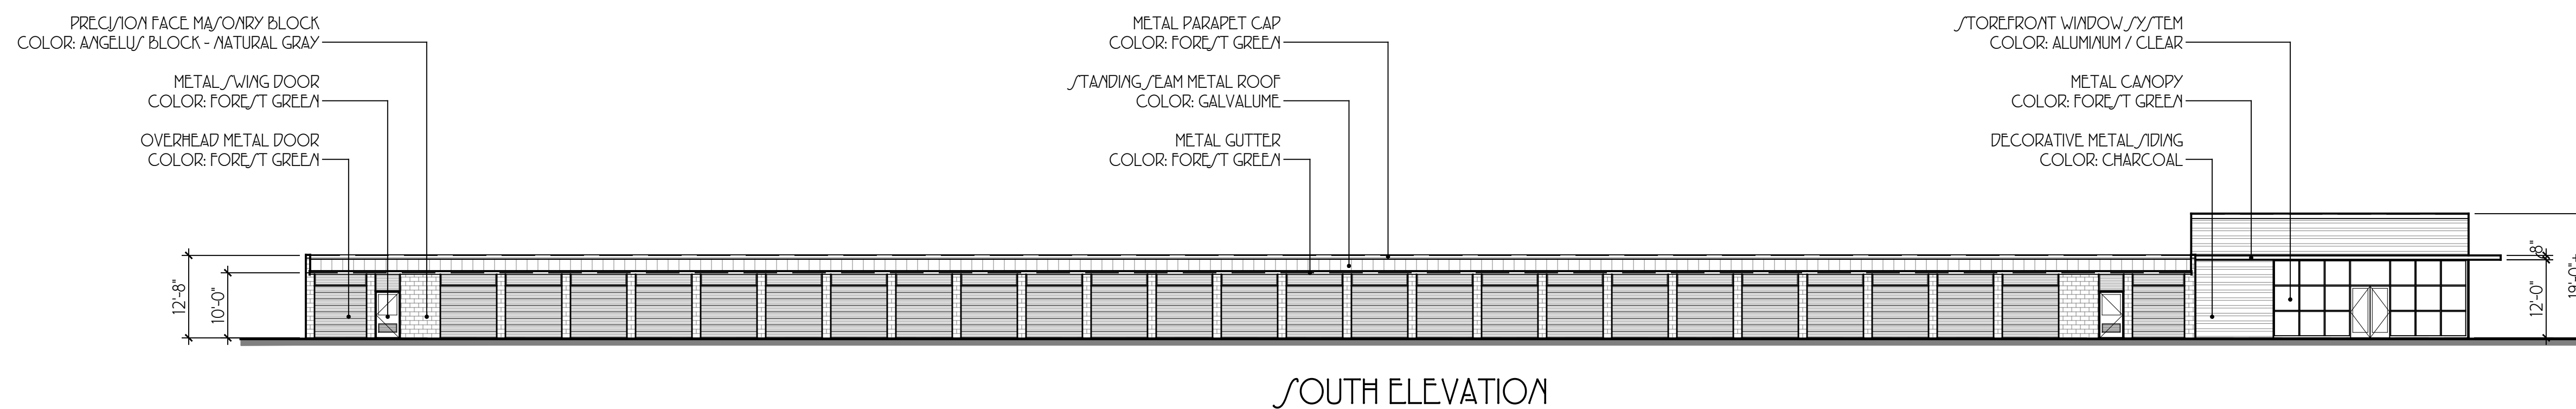 PRECISION FACE MASONRY BLOCK
COLOR: ANGELUS BLOCK - NATURAL GRAY
METAL SWING DOOR
COLOR: FOREST GREEN
OVERHEAD METAL DOOR
COLOR: FOREST GREEN
METAL PARAPET CAP
COLOR: FOREST GREEN
STANDING SEAM METAL ROOF
COLOR: GALVALUME
METAL GUTTER
COLOR: FOREST GREEN
STOREFRONT WINDOW SYSTEM
COLOR: ALUMINUM / CLEAR
METAL CANOPY
COLOR: FOREST GREEN
DECORATIVE METAL SIDING
COLOR: CHARCOAL
12'-8"
10'-0"
12'-0"
SOUTH ELEVATION